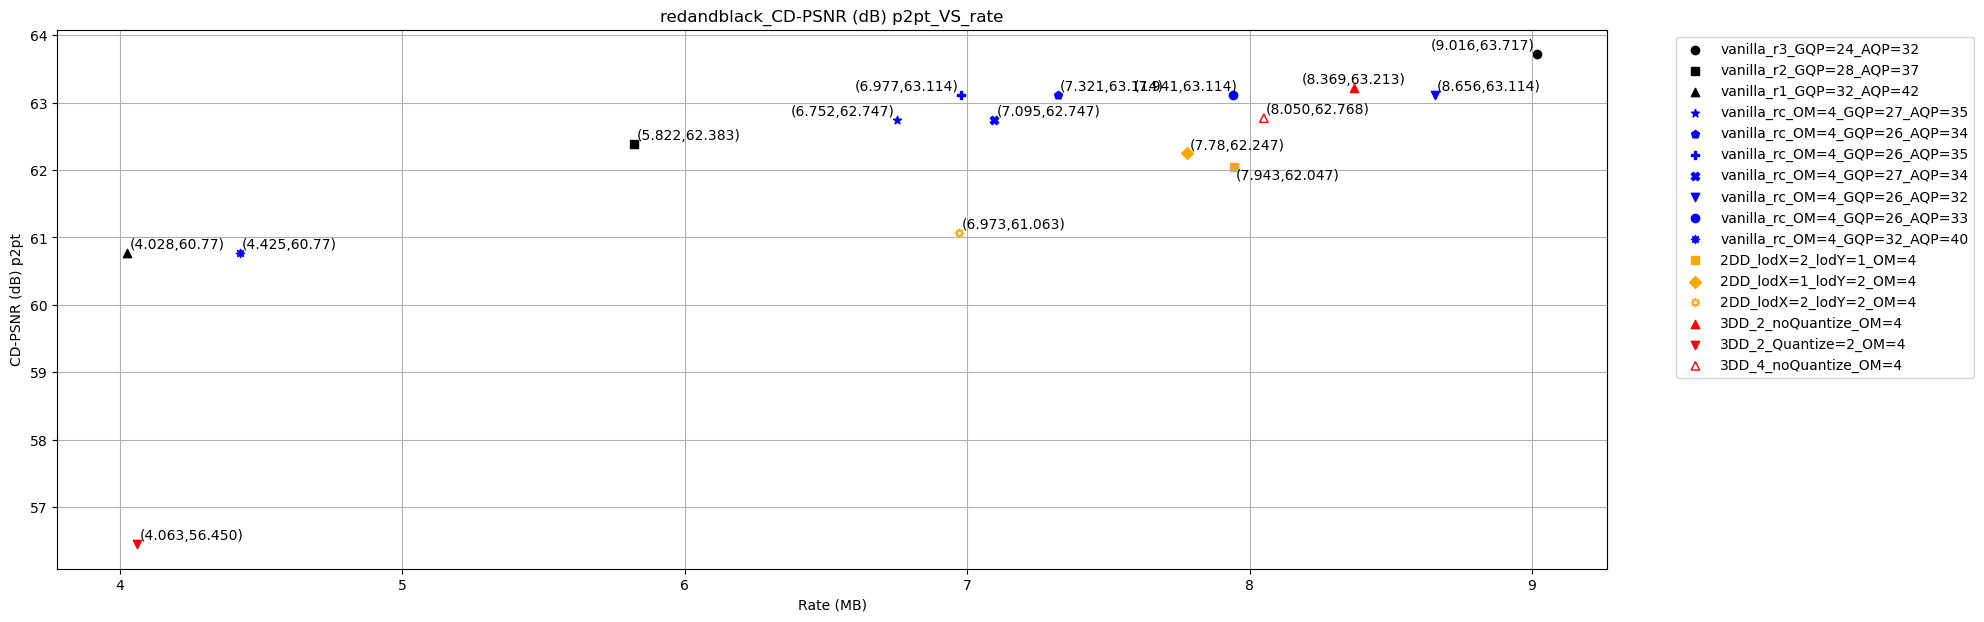 redandblack_CD-PSNR (dB) p2pt_VS_rate
64
63
62
61
60
59
58
57
CD-PSNR (dB) p2pt
(9.016,63.717)
(6.977,63.114)
(7.321,63.114)
(7.941,63.114)
(8.369,63.213)
(8.656,63.114)
(6.752,62.747)
(7.095,62.747)
(8.050,62.768)
(5.822,62.383)
(7.78,62.247)
(7.943,62.047)
(6.973,61.063)
(4.028,60.77)
(4.425,60.77)
(4.063,56.450)
4
5
6
7
8
9
Rate (MB)
vanilla_r3_GQP=24_AQP=32
vanilla_r2_GQP=28_AQP=37
vanilla_r1_GQP=32_AQP=42
vanilla_rc_OM=4_GQP=27_AQP=35
vanilla_rc_OM=4_GQP=26_AQP=34
vanilla_rc_OM=4_GQP=26_AQP=35
vanilla_rc_OM=4_GQP=27_AQP=34
vanilla_rc_OM=4_GQP=26_AQP=32
vanilla_rc_OM=4_GQP=26_AQP=33
vanilla_rc_OM=4_GQP=32_AQP=40
2DD_lodX=2_lodY=1_OM=4
2DD_lodX=1_lodY=2_OM=4
2DD_lodX=2_lodY=2_OM=4
3DD_2_noQuantize_OM=4
3DD_2_Quantize=2_OM=4
3DD_4_noQuantize_OM=4